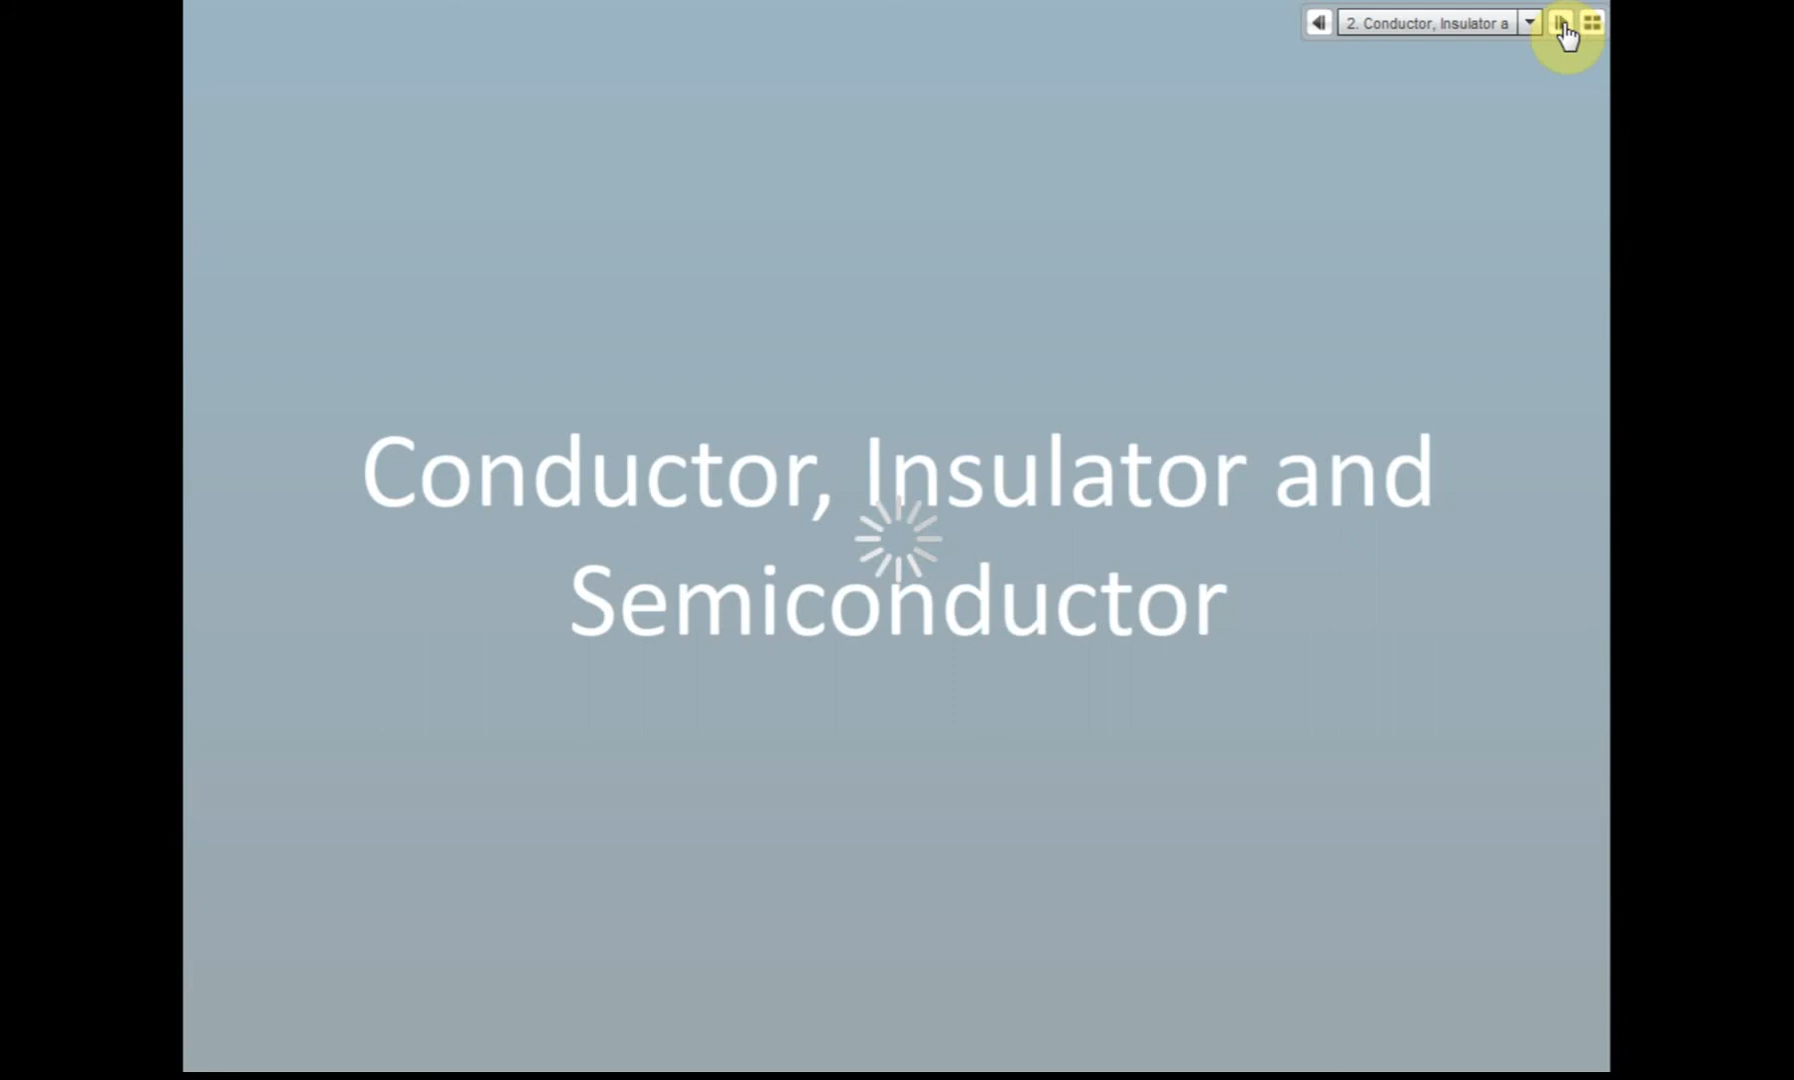 2. Conductor, Insulator a
Conductor, Insulator and
Semiconductor